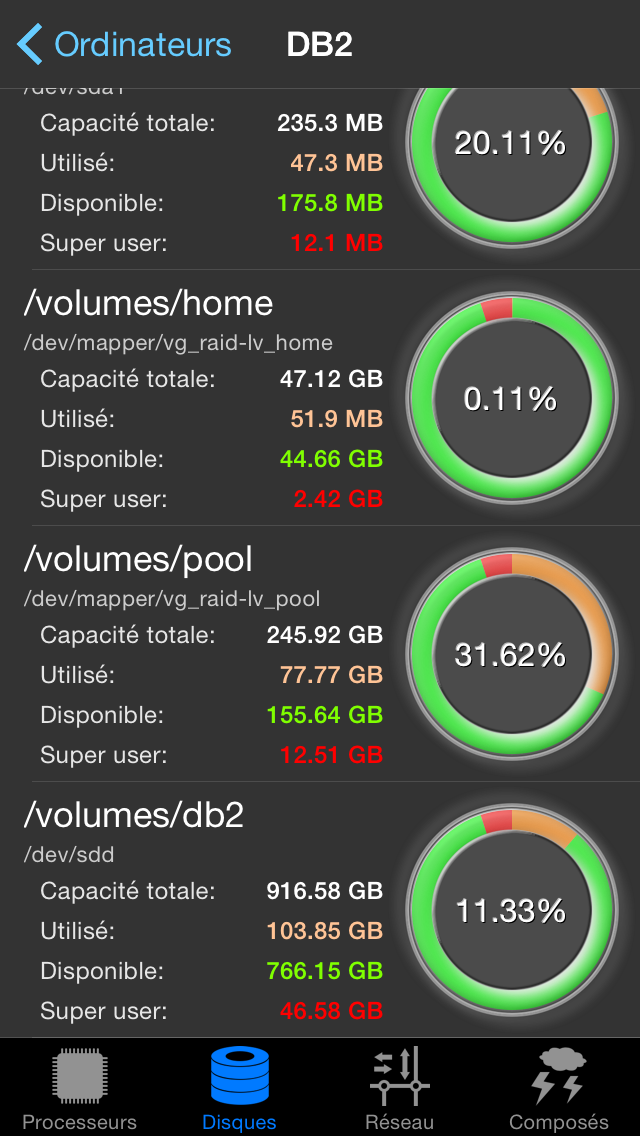 Ordinateurs DB2
/dev/sda1
Capacité totale: 235.3 MB
Utilisé: 47.3 MB
Disponible: 175.8 MB
Super user: 12.1 MB
20.11%
/volumes/home
/dev/mapper/vg_raid-lv_home
Capacité totale: 47.12 GB
Utilisé: 51.9 MB
Disponible: 44.66 GB
Super user: 2.42 GB
0.11%
/volumes/pool
/dev/mapper/vg_raid-lv_pool
Capacité totale: 245.92 GB
Utilisé: 77.77 GB
Disponible: 155.64 GB
Super user: 12.51 GB
31.62%
/volumes/db2
/dev/sdd
Capacité totale: 916.58 GB
Utilisé: 103.85 GB
Disponible: 766.15 GB
Super user: 46.58 GB
11.33%
Processeurs Disques Réseau Composés